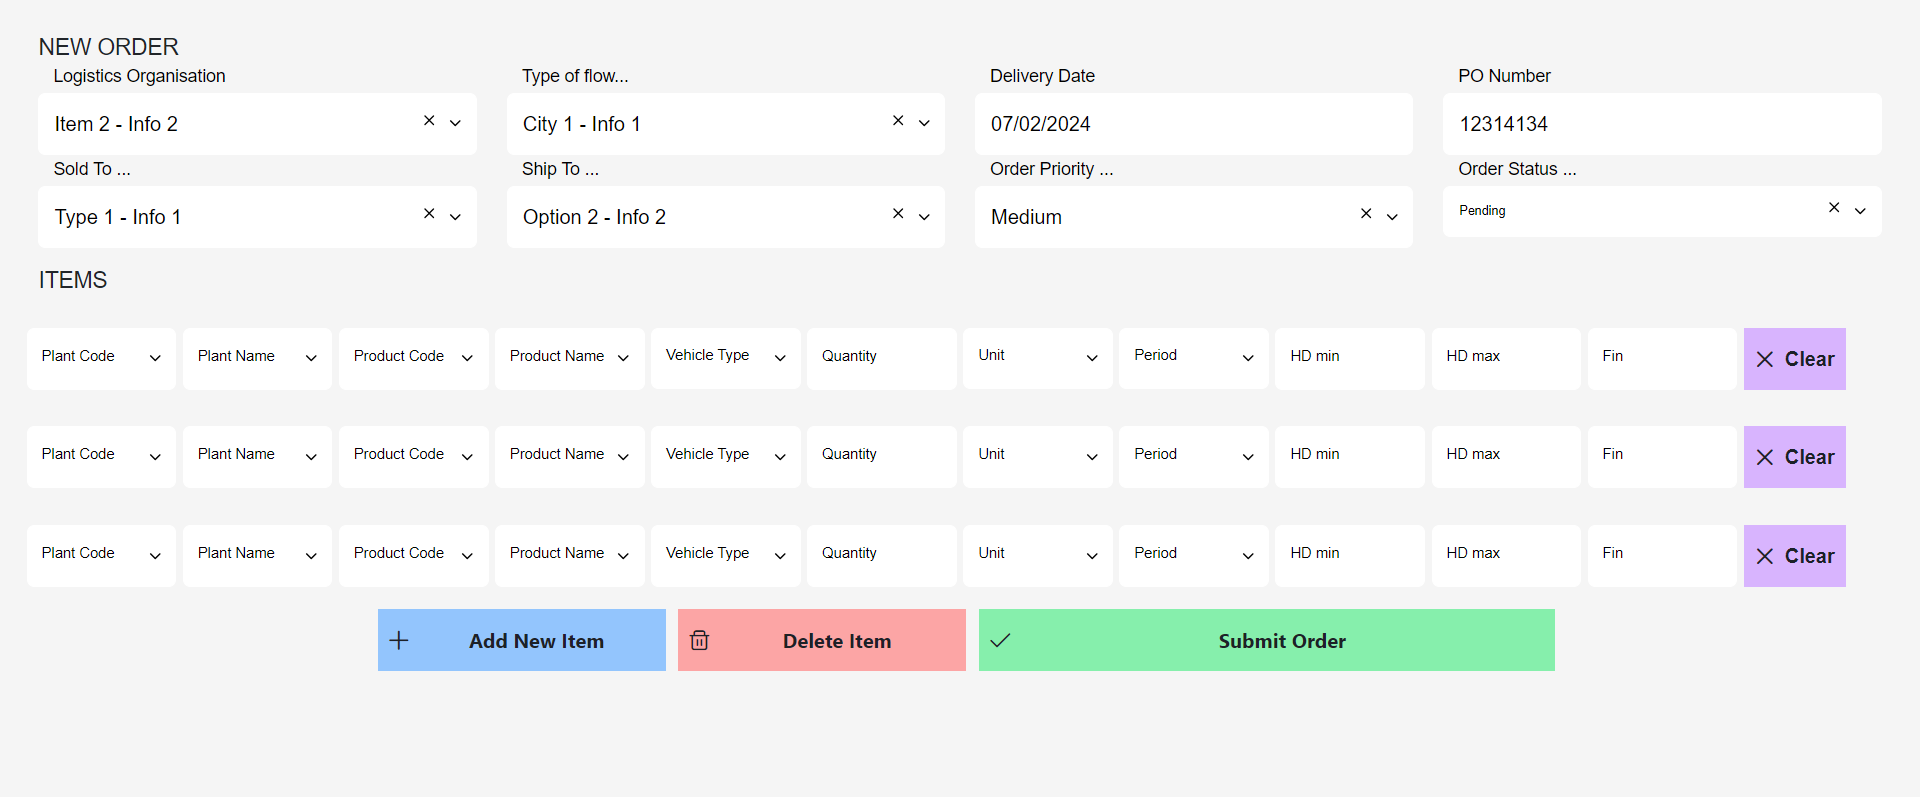 NEW ORDER
Logistics Organisation Type of flow... Delivery Date PO Number
Item 2 - Info 2 City 1 - Info 1 07/02/2024 12314134
Sold To ... Ship To ... Order Priority ... Order Status ...
Type 1 - Info 1 Option 2 - Info 2 Medium Pending
ITEMS
Plant Code Plant Name Product Code Product Name Vehicle Type Quantity Unit Period HD min HD max Fin Clear
Plant Code Plant Name Product Code Product Name Vehicle Type Quantity Unit Period HD min HD max Fin Clear
Plant Code Plant Name Product Code Product Name Vehicle Type Quantity Unit Period HD min HD max Fin Clear
Add New Item Delete Item Submit Order